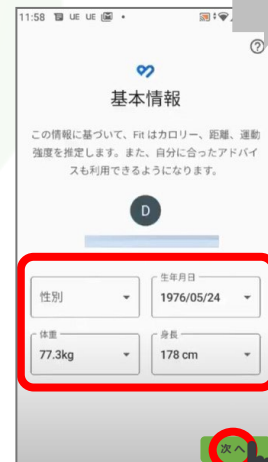 11:58 UE UE
基本情報
この情報に基づいて、Fit はカロリー、距離、運動
強度を推定します。また、自分に合ったアドバイ
スも利用できるようになります。
D
性別
生年月日
1976/05/24
体重
77.3kg
身長
178 cm
次へ